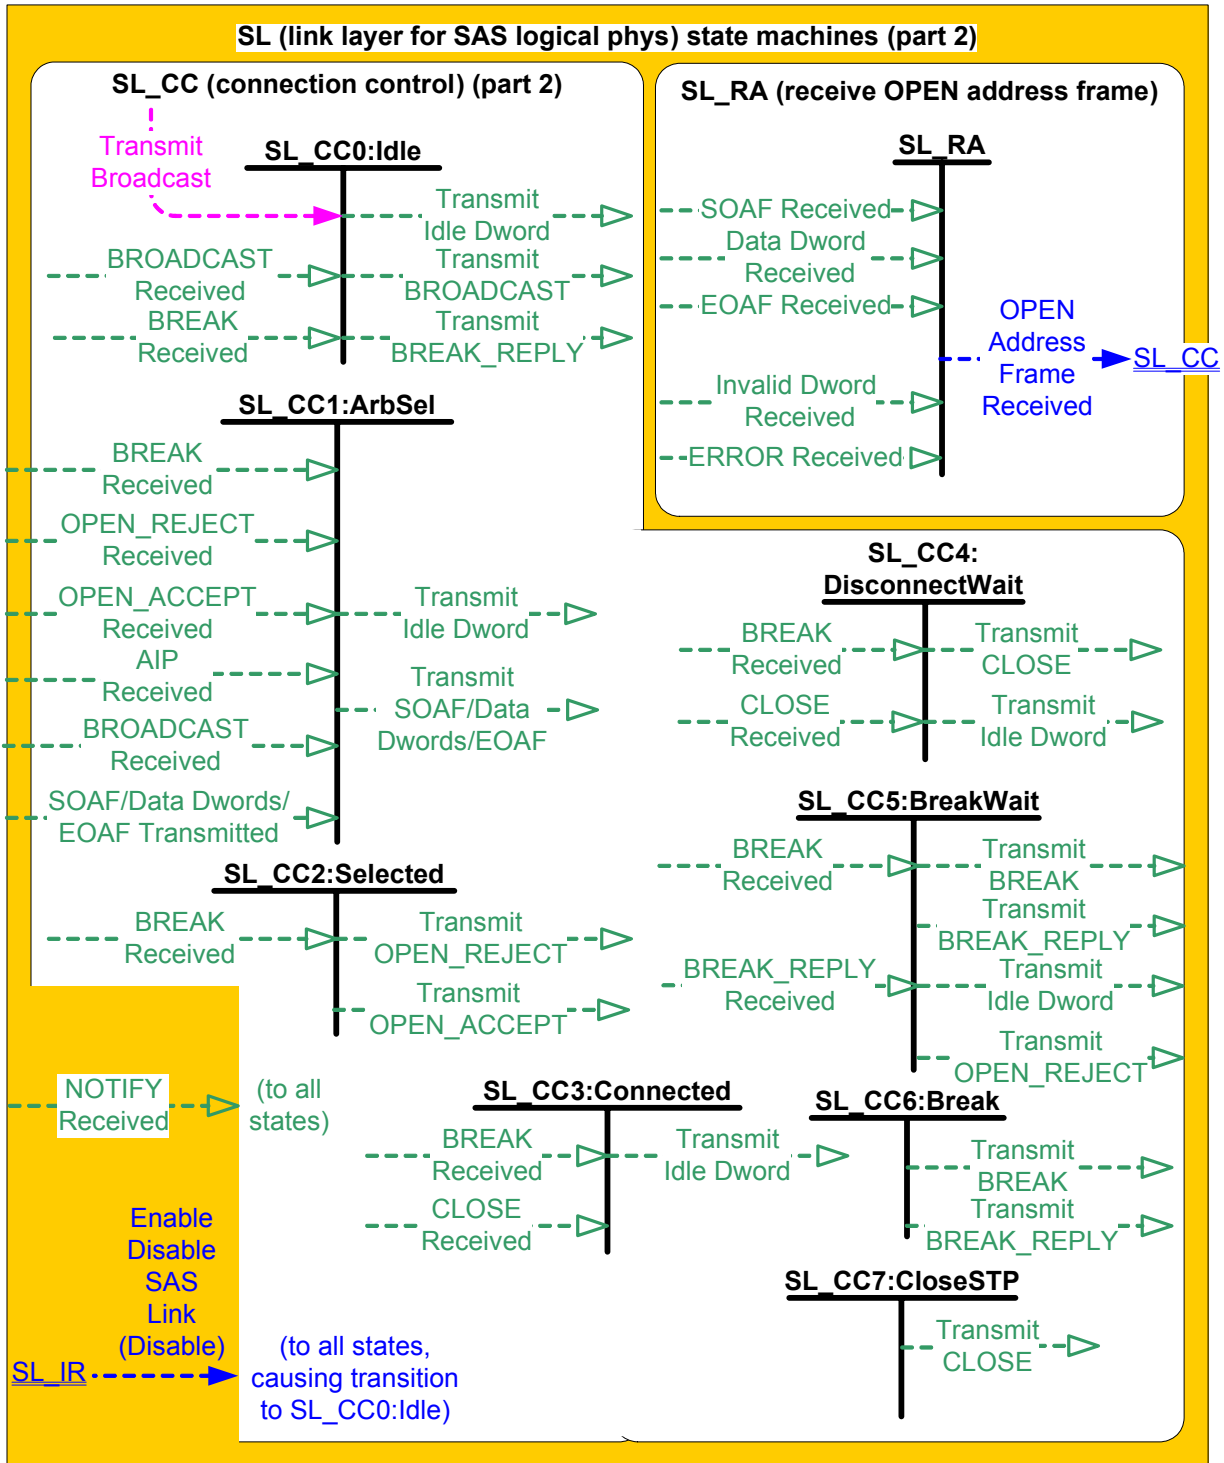 SL (link layer for SAS logical phys) state machines (part 2)
SL_CC (connection control) (part 2)
Transmit
Broadcast
SL_CC0:Idle
Transmit
Idle Dword
BROADCAST
Received
Transmit
BROADCAST
BREAK
Received
Transmit
BREAK_REPLY
SL_CC1:ArbSel
BREAK
Received
OPEN_REJECT
Received
OPEN_ACCEPT
Received
Transmit
Idle Dword
AIP
Received
Transmit
SOAF/Data
Dwords/EOAF
BROADCAST
Received
SOAF/Data Dwords/
EOAF Transmitted
SL_CC2:Selected
BREAK
Received
Transmit
OPEN_REJECT
Transmit
OPEN_ACCEPT
NOTIFY
Received
(to all
states)
Enable
Disable
SAS
Link
(Disable)
SL_IR
(to all states,
causing transition
to SL_CC0:Idle)
SL_CC3:Connected
BREAK
Received
Transmit
Idle Dword
CLOSE
Received
SL_RA (receive OPEN address frame)
SL_RA
SOAF Received
Data Dword
Received
EOAF Received
OPEN
Address
Frame
Received
SL_CC
Invalid Dword
Received
ERROR Received
SL_CC4:
DisconnectWait
BREAK
Received
Transmit
CLOSE
CLOSE
Received
Transmit
Idle Dword
SL_CC5:BreakWait
BREAK
Received
Transmit
BREAK
Transmit
BREAK_REPLY
BREAK_REPLY
Received
Transmit
Idle Dword
Transmit
OPEN_REJECT
SL_CC6:Break
Transmit
BREAK
Transmit
BREAK_REPLY
SL_CC7:CloseSTP
Transmit
CLOSE